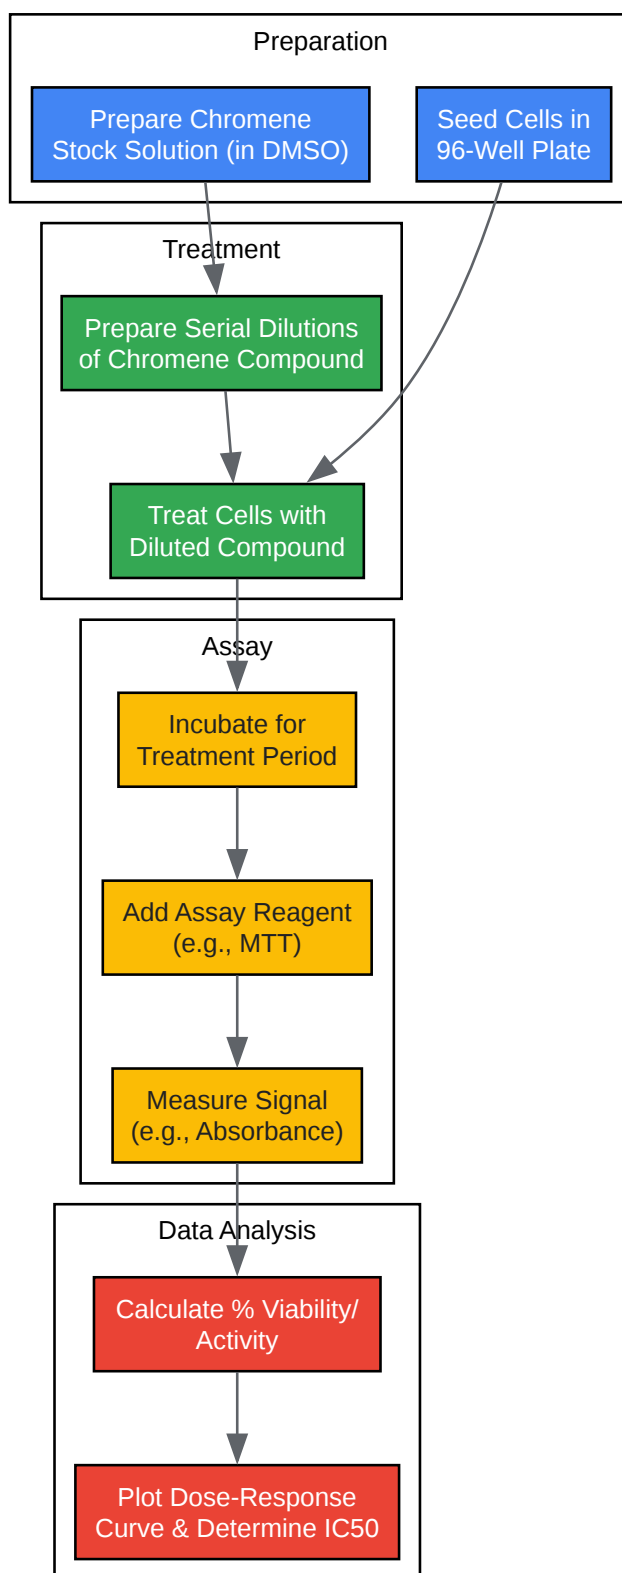 Preparation
Prepare Chromene
Stock Solution (in DMSO)
Seed Cells in
96-Well Plate
Treatment
Prepare Serial Dilutions
of Chromene Compound
Treat Cells with
Diluted Compound
Assay
Incubate for
Treatment Period
Add Assay Reagent
(e.g., MTT)
Measure Signal
(e.g., Absorbance)
Data Analysis
Calculate % Viability/
Activity
Plot Dose-Response
Curve & Determine IC50